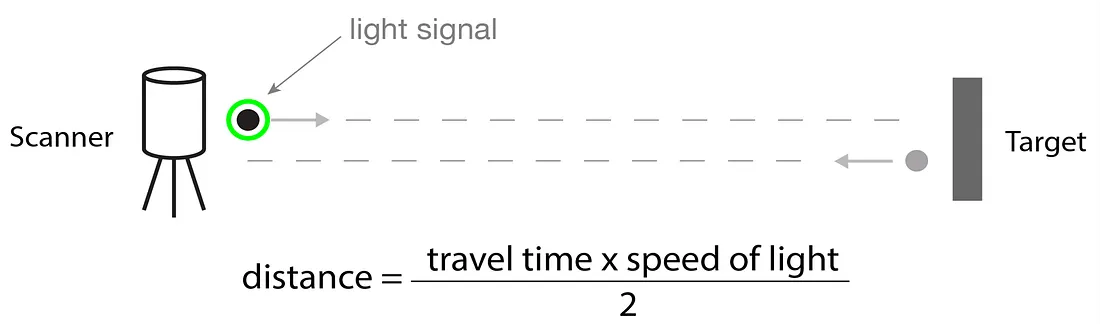 light signal
Scanner
Target
distance = travel time x speed of light
2